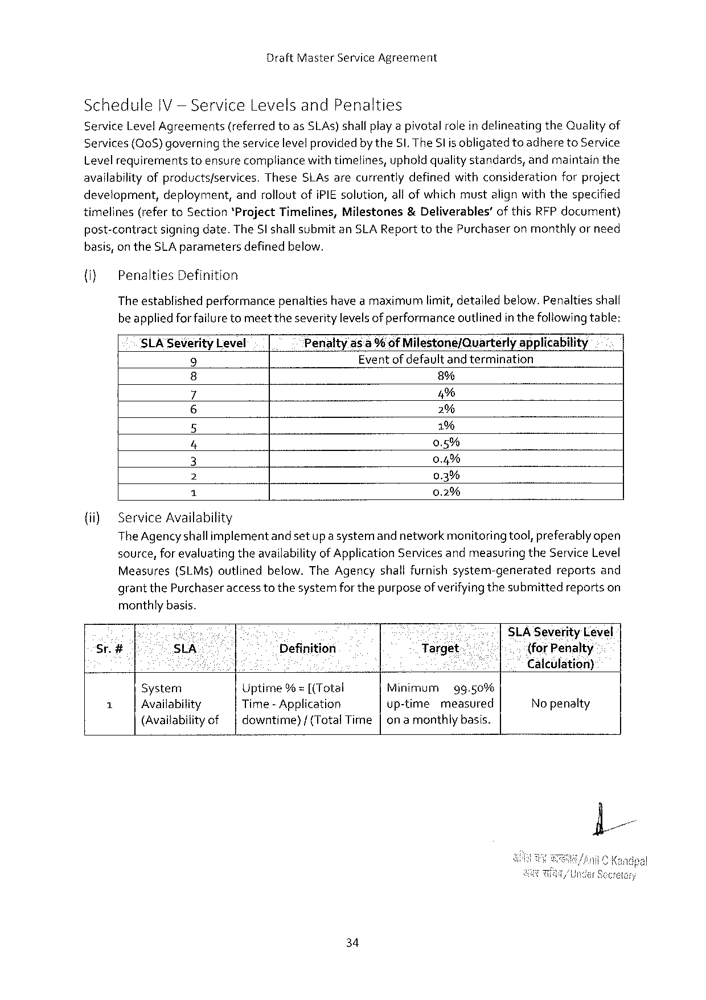 Draft Master Service Agreement
Schedule IV – Service Levels and Penalties
Service Level Agreements (referred to as SLAs) shall play a pivotal role in delineating the Quality of
Services (QoS) governing the service level provided by the SI. The SI is obligated to adhere to Service
Level requirements to ensure compliance with timelines, uphold quality standards, and maintain the
availability of products/services. These SLAs are currently defined with consideration for project
development, deployment, and rollout of iPIE solution, all of which must align with the specified
timelines (refer to Section 'Project Timelines, Milestones & Deliverables' of this RFP document)
post-contract signing date. The SI shall submit an SLA Report to the Purchaser on monthly or need
basis, on the SLA parameters defined below.
(i) Penalties Definition
The established performance penalties have a maximum limit, detailed below. Penalties shall
be applied for failure to meet the severity levels of performance outlined in the following table:
SLA Severity Level Penalty as a % of Milestone/Quarterly applicability
9 Event of default and termination
8 8%
7 4%
6 2%
5 1%
4 0.5%
3 0.4%
2 0.3%
1 0.2%
(ii) Service Availability
The Agency shall implement and set up a system and network monitoring tool, preferably open
source, for evaluating the availability of Application Services and measuring the Service Level
Measures (SLMs) outlined below. The Agency shall furnish system-generated reports and
grant the Purchaser access to the system for the purpose of verifying the submitted reports on
monthly basis.
SLA Severity Level
Sr. # SLA Definition Target (for Penalty
Calculation)
System Uptime % = [(Total Minimum 99.50%
1 Availability Time - Application up-time measured No penalty
(Availability of downtime) / (Total Time on a monthly basis.
/Anil C Kandpal
/Under Secretary
34